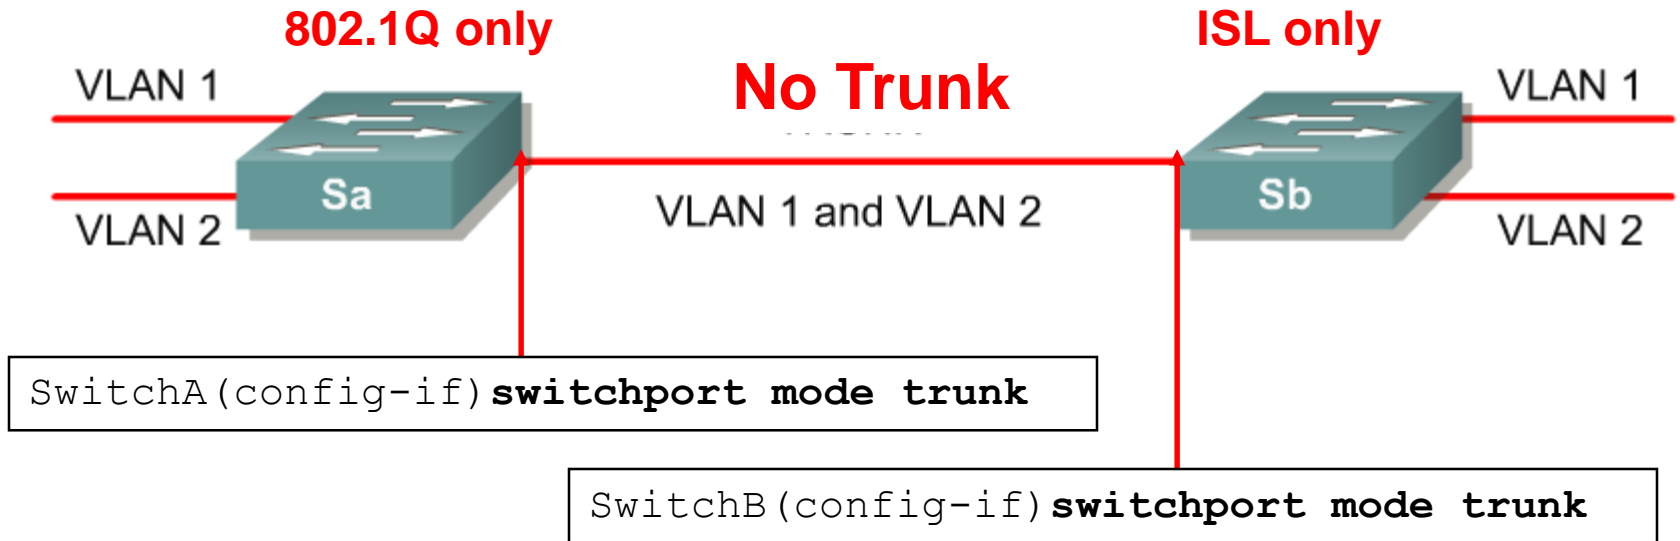 802.1Q only
ISL only
No Trunk
VLAN 1
VLAN 1
Sa
Sb
VLAN 1 and VLAN 2
VLAN 2
VLAN 2
SwitchA(config-if)switchport mode trunk
SwitchB(config-if)switchport mode trunk